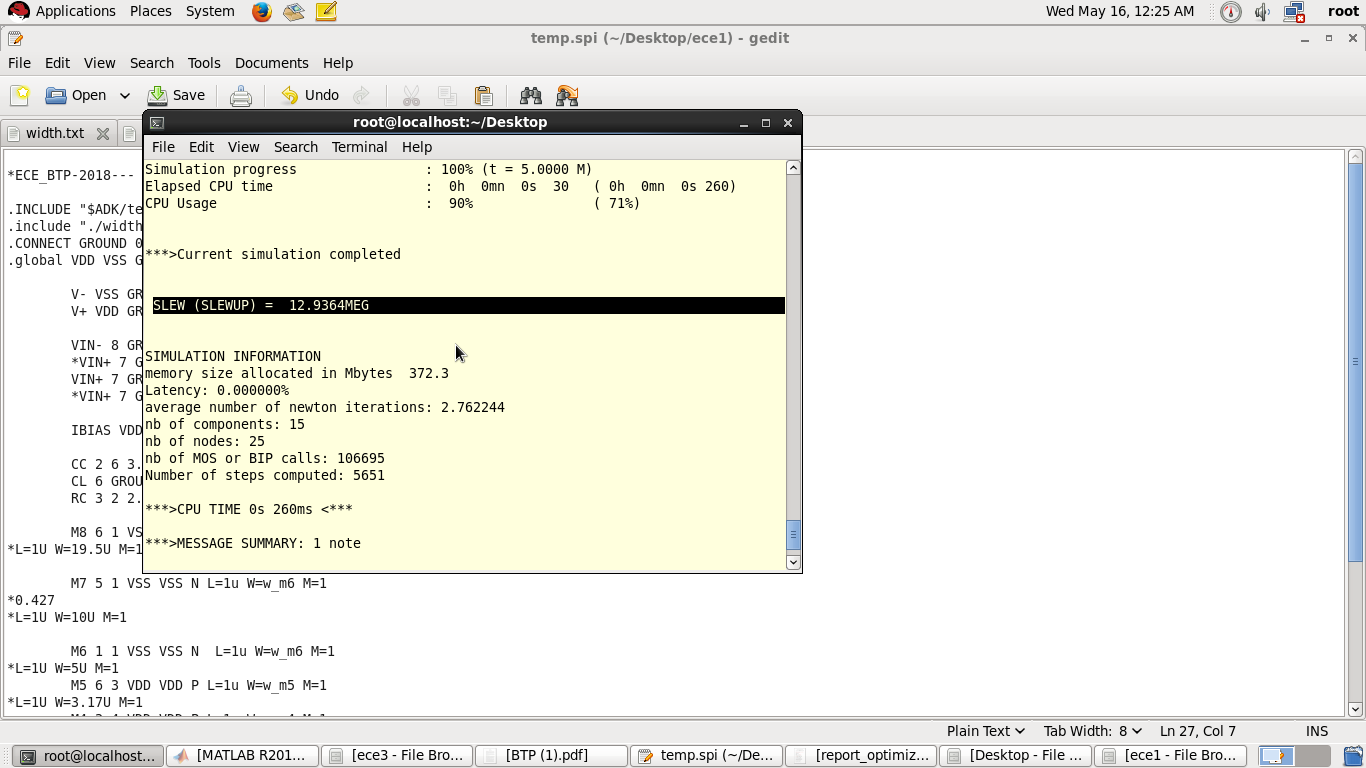 Applications Places System Wed May 16, 12:25 AM root
temp.spi (~/Desktop/ece1) - gedit
File Edit View Search Tools Documents Help
Open Save Undo
width.txt
root@localhost:~/Desktop
File Edit View Search Terminal Help
Simulation progress : 100% (t = 5.0000 M)
Elapsed CPU time : 0h 0mn 0s 30 ( 0h 0mn 0s 260)
CPU Usage : 90% ( 71%)
***>Current simulation completed
SLEW (SLEWUP) = 12.9364MEG
SIMULATION INFORMATION
memory size allocated in Mbytes 372.3
Latency: 0.000000%
average number of newton iterations: 2.762244
nb of components: 15
nb of nodes: 25
nb of MOS or BIP calls: 106695
Number of steps computed: 5651
***>CPU TIME 0s 260ms <***
***>MESSAGE SUMMARY: 1 note
*ECE_BTP-2018---
.INCLUDE "$ADK/te
.include "./width
.CONNECT GROUND 0
.global VDD VSS G
V- VSS GR
V+ VDD GR
VIN- 8 GR
*VIN+ 7 G
VIN+ 7 GR
*VIN+ 7 G
IBIAS VDD
CC 2 6 3.
CL 6 GROU
RC 3 2 2.
M8 6 1 VS
*L=1U W=19.5U M=1
M7 5 1 VSS VSS N L=1u W=w_m6 M=1
*0.427
*L=1U W=10U M=1
M6 1 1 VSS VSS N L=1u W=w_m6 M=1
*L=1U W=5U M=1
M5 6 3 VDD VDD P L=1u W=w_m5 M=1
*L=1U W=3.17U M=1
Plain Text Tab Width: 8 Ln 27, Col 7 INS
root@localhost... [MATLAB R201... [ece3 - File Bro... [BTP (1).pdf] temp.spi (~/De... [report_optimiz... [Desktop - File ... [ece1 - File Bro...